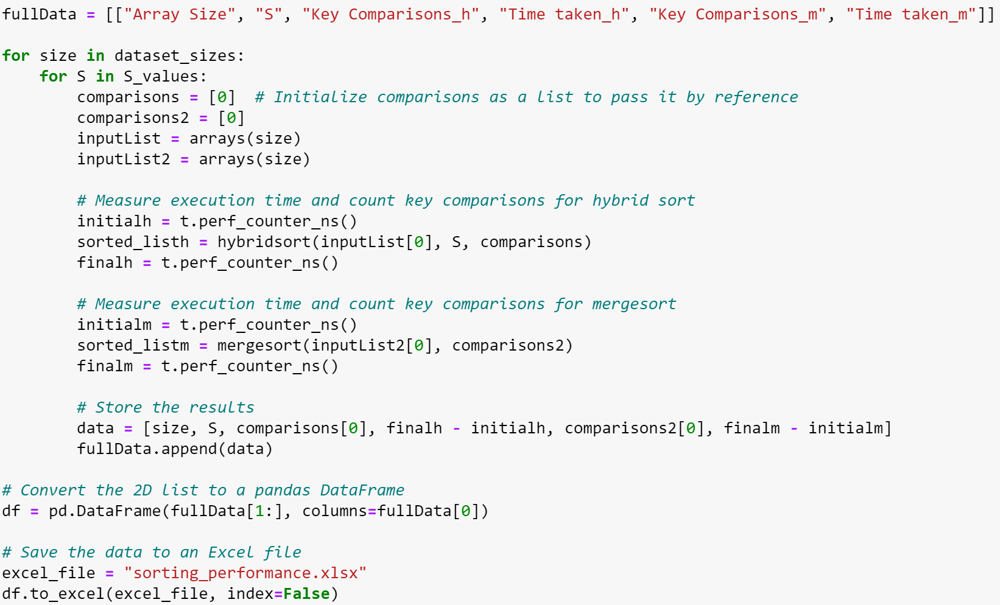 fullData = [["Array Size", "S", "Key Comparisons_h", "Time taken_h", "Key Comparisons_m", "Time taken_m"]]
for size in dataset_sizes:
    for S in S_values:
        comparisons = [0]  # Initialize comparisons as a list to pass it by reference
        comparisons2 = [0]
        inputList = arrays(size)
        inputList2 = arrays(size)
        # Measure execution time and count key comparisons for hybrid sort
        initialh = t.perf_counter_ns()
        sorted_listh = hybridsort(inputList[0], S, comparisons)
        finalh = t.perf_counter_ns()
        # Measure execution time and count key comparisons for mergesort
        initialm = t.perf_counter_ns()
        sorted_listm = mergesort(inputList2[0], comparisons2)
        finalm = t.perf_counter_ns()
        # Store the results
        data = [size, S, comparisons[0], finalh - initialh, comparisons2[0], finalm - initialm]
        fullData.append(data)
# Convert the 2D list to a pandas DataFrame
df = pd.DataFrame(fullData[1:], columns=fullData[0])
# Save the data to an Excel file
excel_file = "sorting_performance.xlsx"
df.to_excel(excel_file, index=False)